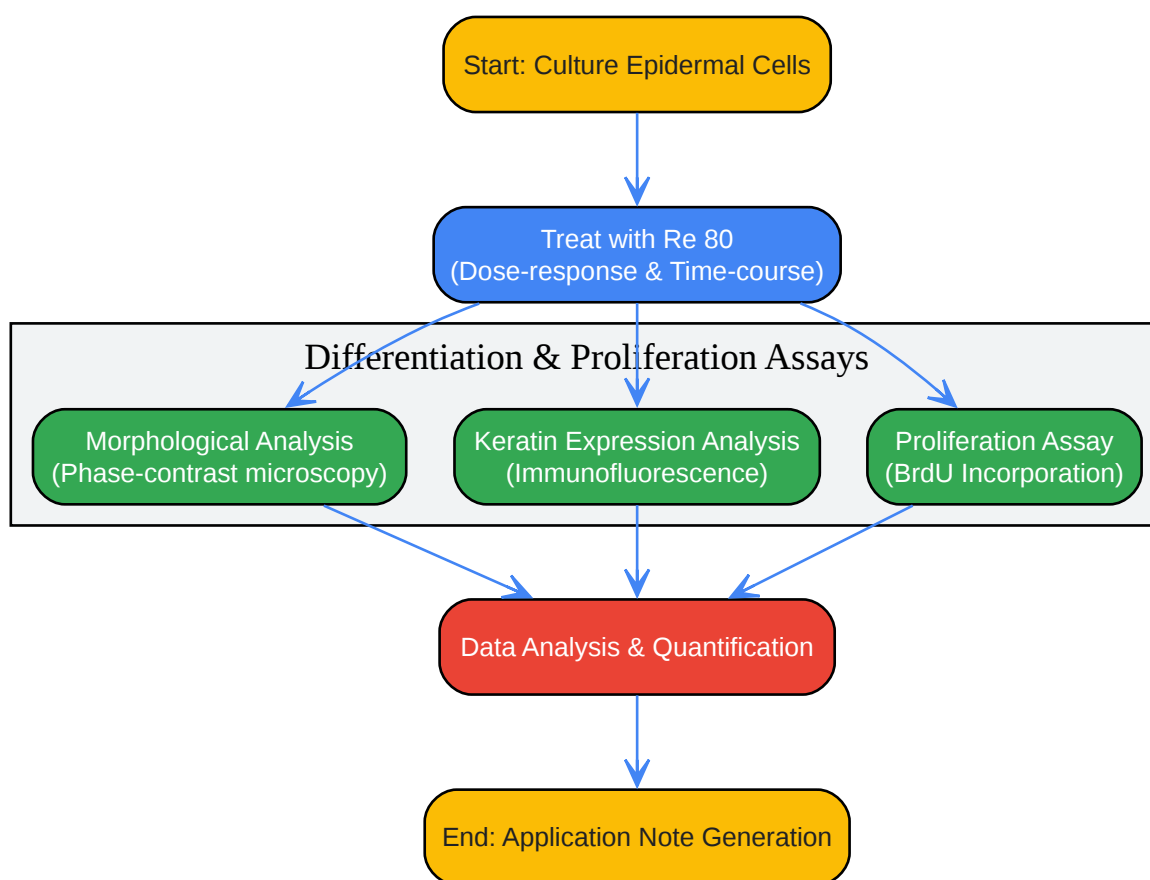 Start: Culture Epidermal Cells
Treat with Re 80
(Dose-response & Time-course)
Differentiation & Proliferation Assays
Morphological Analysis
(Phase-contrast microscopy)
Keratin Expression Analysis
(Immunofluorescence)
Proliferation Assay
(BrdU Incorporation)
Data Analysis & Quantification
End: Application Note Generation